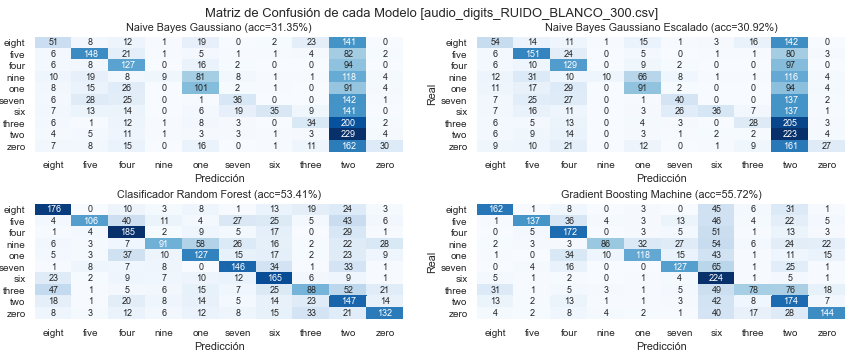 Matriz de Confusión de cada Modelo [audio_digits_RUIDO_BLANCO_300.csv]
Naive Bayes Gaussiano (acc=31.35%)
eight 51 8 12 1 19 0 2 23 141 0
five 6 148 21 1 5 1 1 4 82 2
four 6 8 127 0 16 2 0 0 94 0
nine 10 19 8 9 81 8 1 1 118 4
one 8 15 26 0 101 2 1 0 91 4
seven 6 28 25 0 1 36 0 0 142 1
six 7 13 14 0 6 19 35 9 141 0
three 6 1 12 1 8 3 0 34 200 2
two 4 5 11 1 3 3 1 3 229 4
zero 7 8 15 0 16 0 1 11 162 30
eight five four nine one seven six three two zero
Predicción
Naive Bayes Gaussiano Escalado (acc=30.92%)
Real
eight 54 14 11 1 15 1 3 16 142 0
five 6 151 24 0 5 1 1 0 80 3
four 6 10 129 0 9 2 0 0 97 0
nine 12 31 10 10 66 8 0 2 116 4
one 11 17 29 0 91 2 0 0 94 4
seven 7 25 27 0 1 40 0 0 137 2
six 7 16 11 0 3 26 36 7 137 1
three 6 5 13 0 4 3 0 28 205 3
two 6 9 14 0 3 1 2 2 223 4
zero 9 10 21 0 12 0 1 9 161 27
eight five four nine one seven six three two zero
Predicción
Clasificador Random Forest (acc=53.41%)
eight 176 0 10 3 8 1 13 19 24 3
five 4 106 40 11 4 27 25 5 43 6
four 1 4 185 2 9 5 17 0 29 1
nine 6 3 7 91 58 26 16 2 22 28
one 5 3 37 10 127 15 17 2 23 9
seven 1 8 7 8 0 146 34 1 33 1
six 23 2 9 7 10 12 165 6 9
three 47 1 5 6 15 7 25 88 52 21
two 18 1 20 8 14 5 14 23 147 14
zero 8 3 12 6 12 8 15 33 21 132
eight five four nine one seven six three two zero
Predicción
Gradient Boosting Machine (acc=55.72%)
Real
eight 162 1 8 0 3 0 45 6 31 1
five 1 137 36 4 3 13 46 4 22 5
four 0 5 172 0 3 5 51 1 13 3
nine 2 3 3 86 32 27 54 6 24 22
one 1 0 34 10 118 15 43 1 11 15
seven 0 4 16 0 0 127 65 1 25 1
six 5 1 2 0 1 4 224 0 5 1
three 31 1 5 3 1 5 49 78 76 18
two 13 2 13 1 1 3 42 8 174 7
zero 4 2 8 4 2 1 40 17 28 144
eight five four nine one seven six three two zero
Predicción